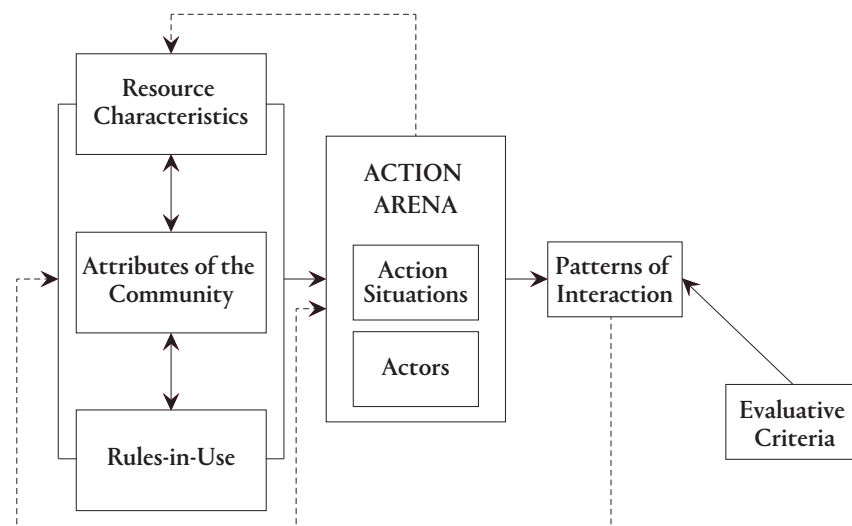 Resource
Characteristics
Attributes of the
Community
Rules-in-Use
ACTION
ARENA
Action
Situations
Actors
Patterns of
Interaction
Evaluative
Criteria